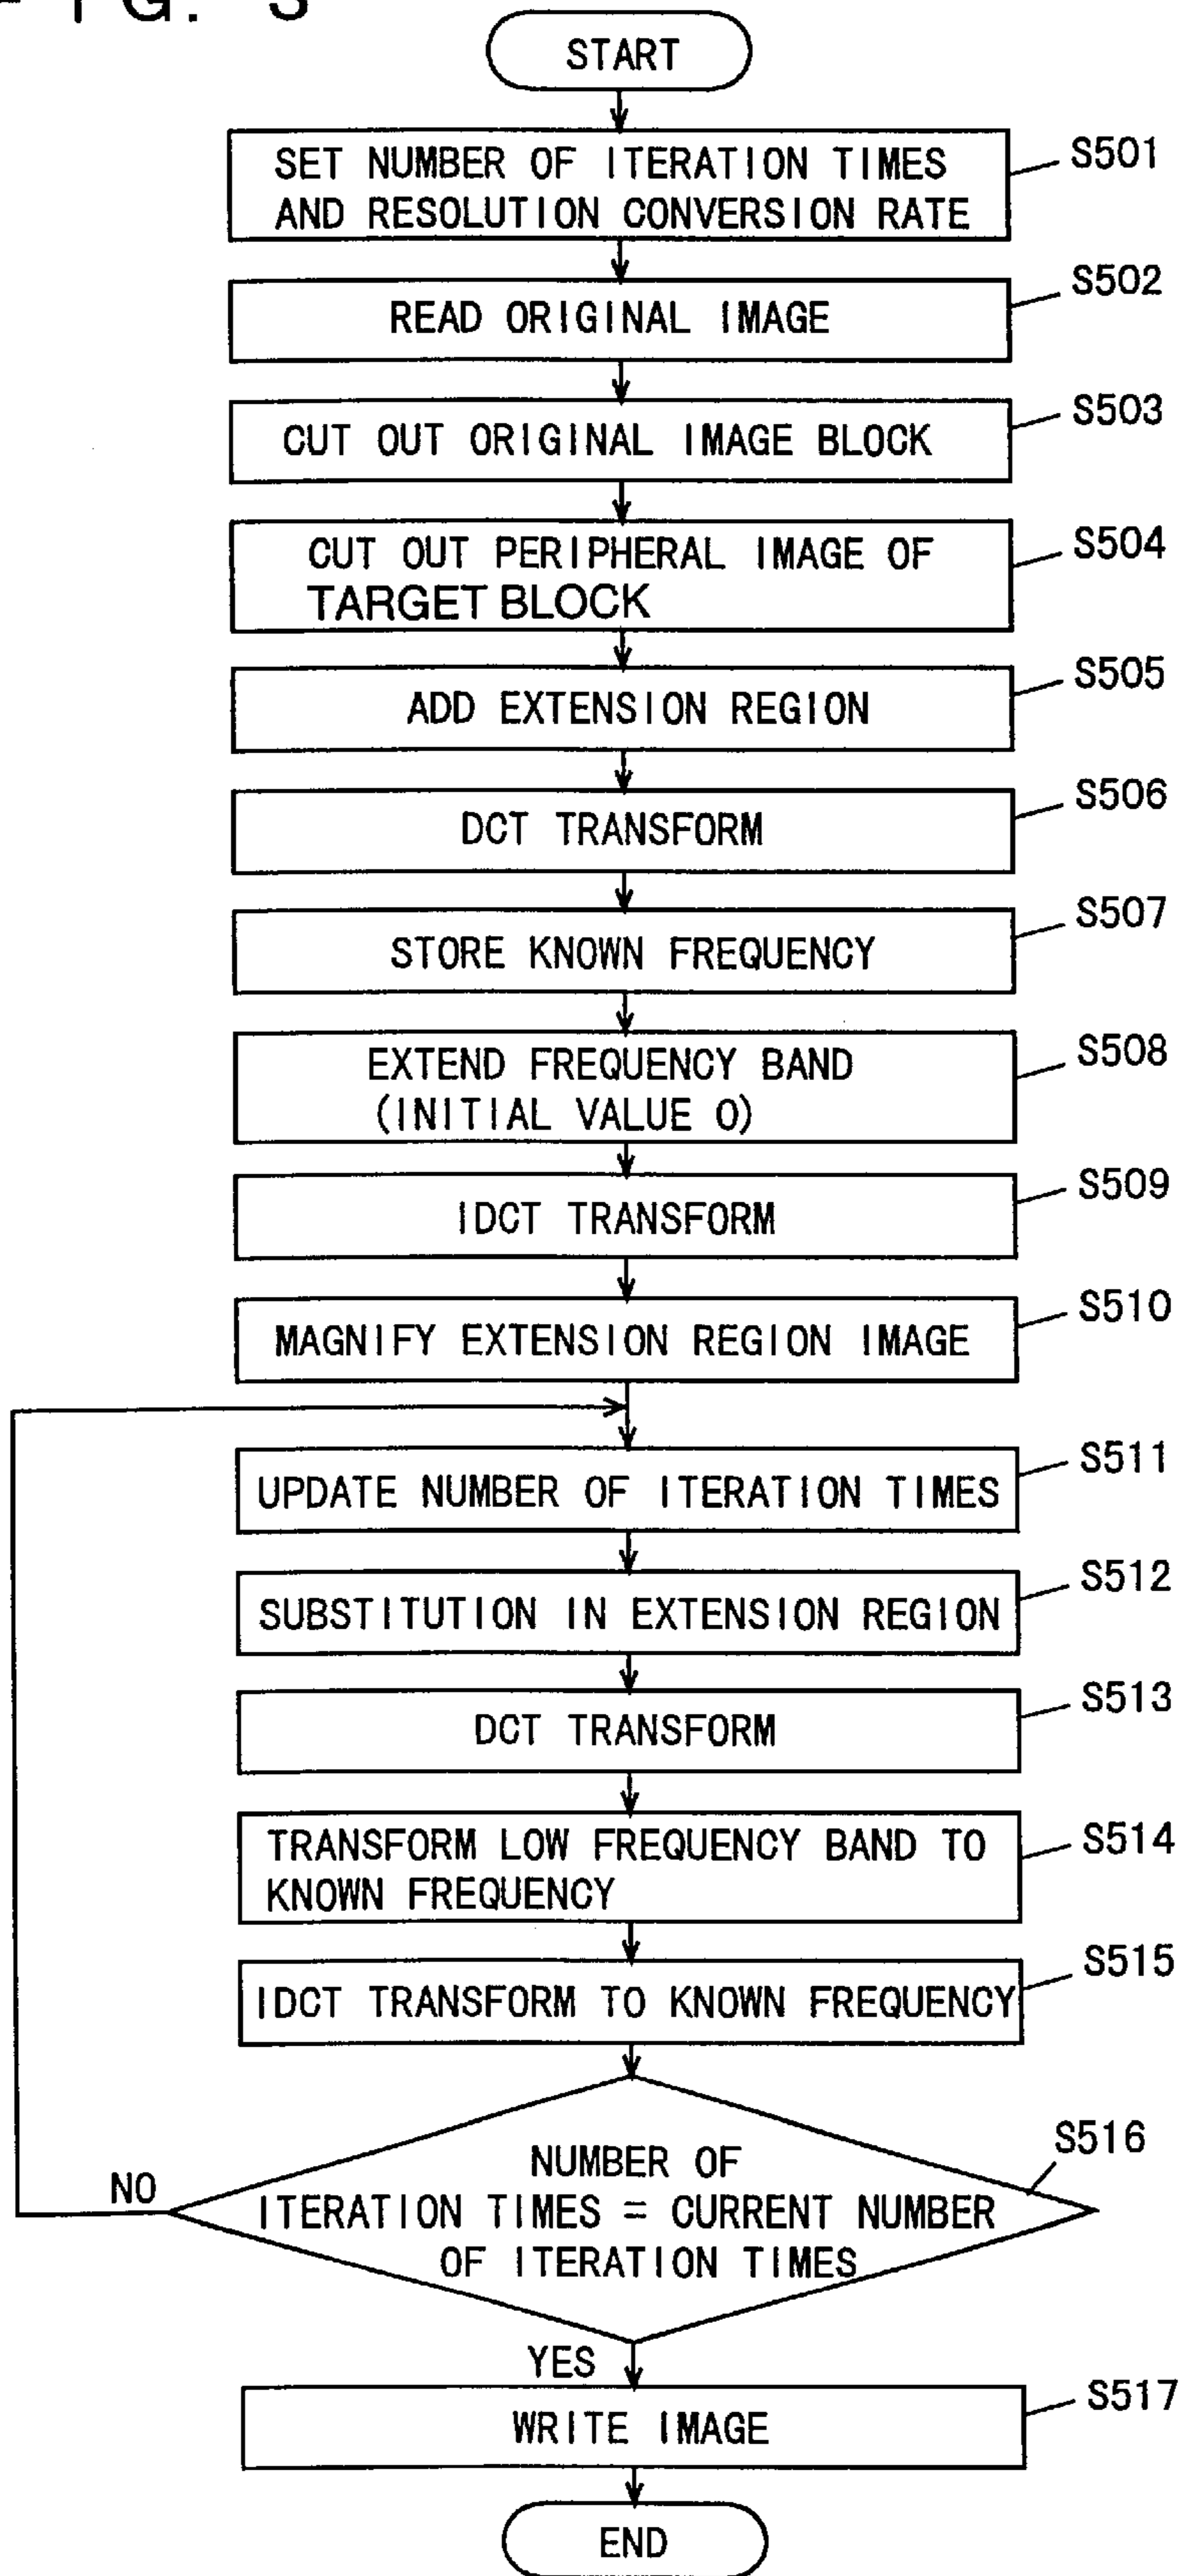 FIG. 5
START
SET NUMBER OF ITERATION TIMES
AND RESOLUTION CONVERSION RATE
S501
READ ORIGINAL IMAGE
S502
CUT OUT ORIGINAL IMAGE BLOCK
S503
CUT OUT PERIPHERAL IMAGE OF
TARGET BLOCK
S504
ADD EXTENSION REGION
S505
DCT TRANSFORM
S506
STORE KNOWN FREQUENCY
S507
EXTEND FREQUENCY BAND
(INITIAL VALUE 0)
S508
IDCT TRANSFORM
S509
MAGNIFY EXTENSION REGION IMAGE
S510
UPDATE NUMBER OF ITERATION TIMES
S511
SUBSTITUTION IN EXTENSION REGION
S512
DCT TRANSFORM
S513
TRANSFORM LOW FREQUENCY BAND TO
KNOWN FREQUENCY
S514
IDCT TRANSFORM TO KNOWN FREQUENCY
S515
NUMBER OF
ITERATION TIMES = CURRENT NUMBER
OF ITERATION TIMES
S516
NO
YES
WRITE IMAGE
S517
END